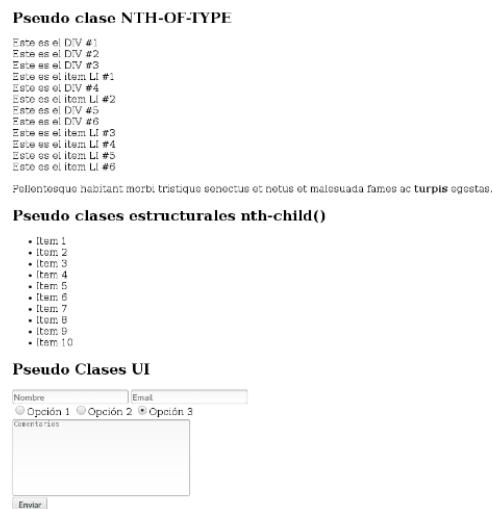 Pseudo clase NTH-OF-TYPE
Este es el DIV #1
Este es el DIV #2
Este es el DIV #3
Este es el item LI #1
Este es el DIV #4
Este es el item LI #2
Este es el DIV #5
Este es el DIV #6
Este es el item LI #3
Este es el item LI #4
Este es el item LI #5
Este es el item LI #6
Pellentesque habitant morbi tristique senectus et netus et malesuada fames ac turpis egestas.
Pseudo clases estructurales nth-child()
• Item 1
• Item 2
• Item 3
• Item 4
• Item 5
• Item 6
• Item 7
• Item 8
• Item 9
• Item 10
Pseudo Clases UI
Nombre Email
Opción 1 Opción 2 Opción 3
Comentarios
Enviar